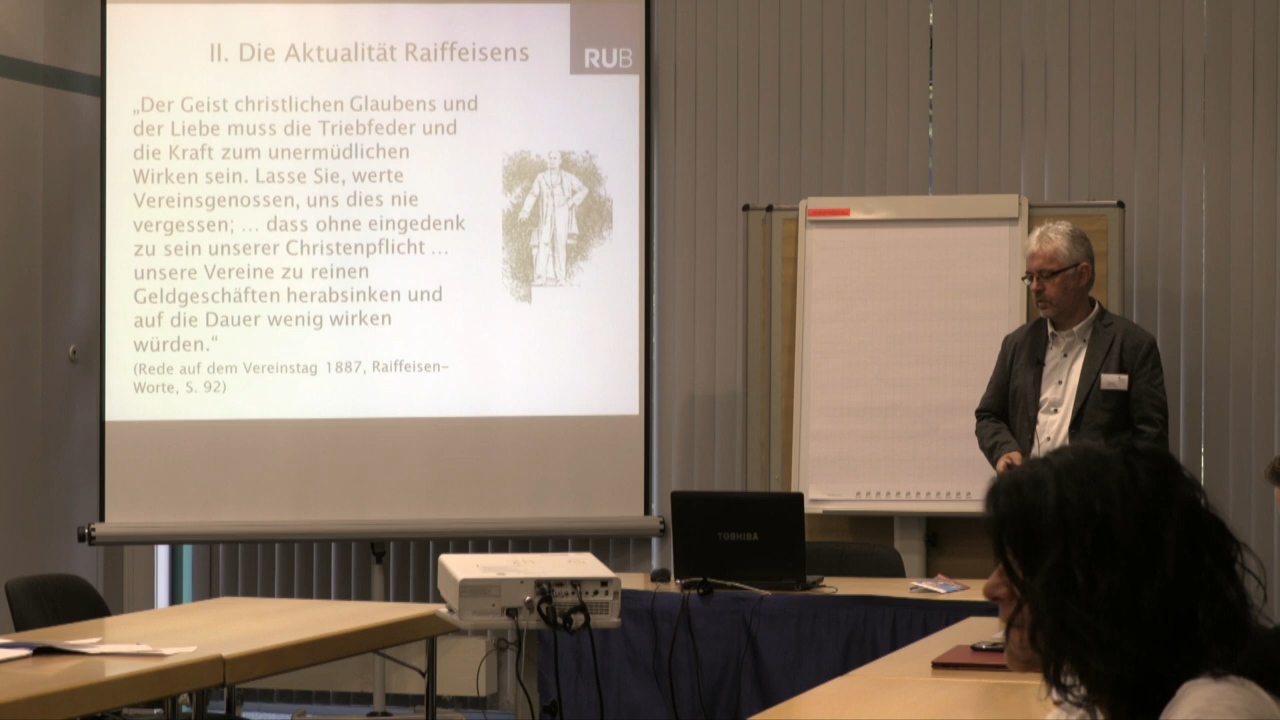 II. Die Aktualität Raiffeisens
RUB
„Der Geist christlichen Glaubens und
der Liebe muss die Triebfeder und
die Kraft zum unermüdlichen
Wirken sein. Lasse Sie, werte
Vereinsgenossen, uns dies nie
vergessen; ... dass ohne eingedenk
zu sein unserer Christenpflicht ...
unsere Vereine zu reinen
Geldgeschäften herabsinken und
auf die Dauer wenig wirken
würden.“
(Rede auf dem Vereinstag 1887, Raiffeisen-
Worte, S. 92)
TOSHIBA